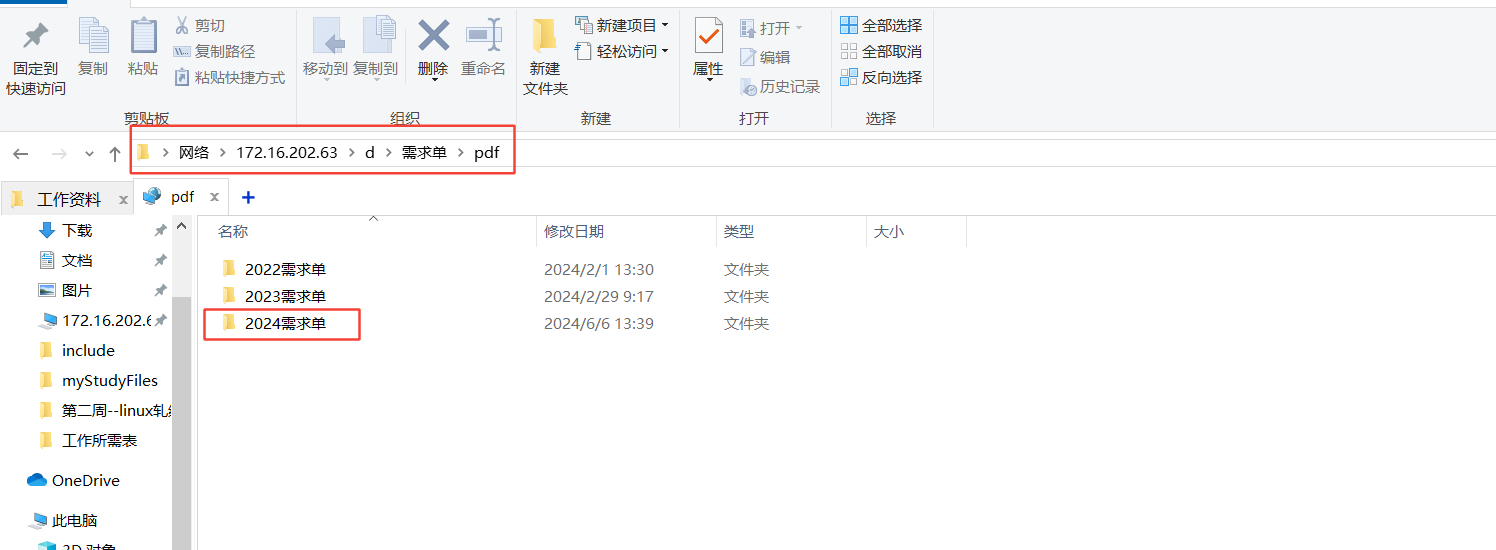 固定到
快速访问
复制
粘贴
剪切
复制路径
粘贴快捷方式
剪贴板
移动到
复制到
删除
重命名
组织
新建
文件夹
新建项目
轻松访问
新建
属性
打开
编辑
历史记录
打开
全部选择
全部取消
反向选择
选择
网络 172.16.202.63 d 需求单 pdf
工作资料 x pdf x +
名称 修改日期 类型 大小
2022需求单 2024/2/1 13:30 文件夹
2023需求单 2024/2/29 9:17 文件夹
2024需求单 2024/6/6 13:39 文件夹
下载
文档
图片
172.16.202.6
include
myStudyFiles
第二周--linux轧
工作所需表
OneDrive
此电脑
3D 对象